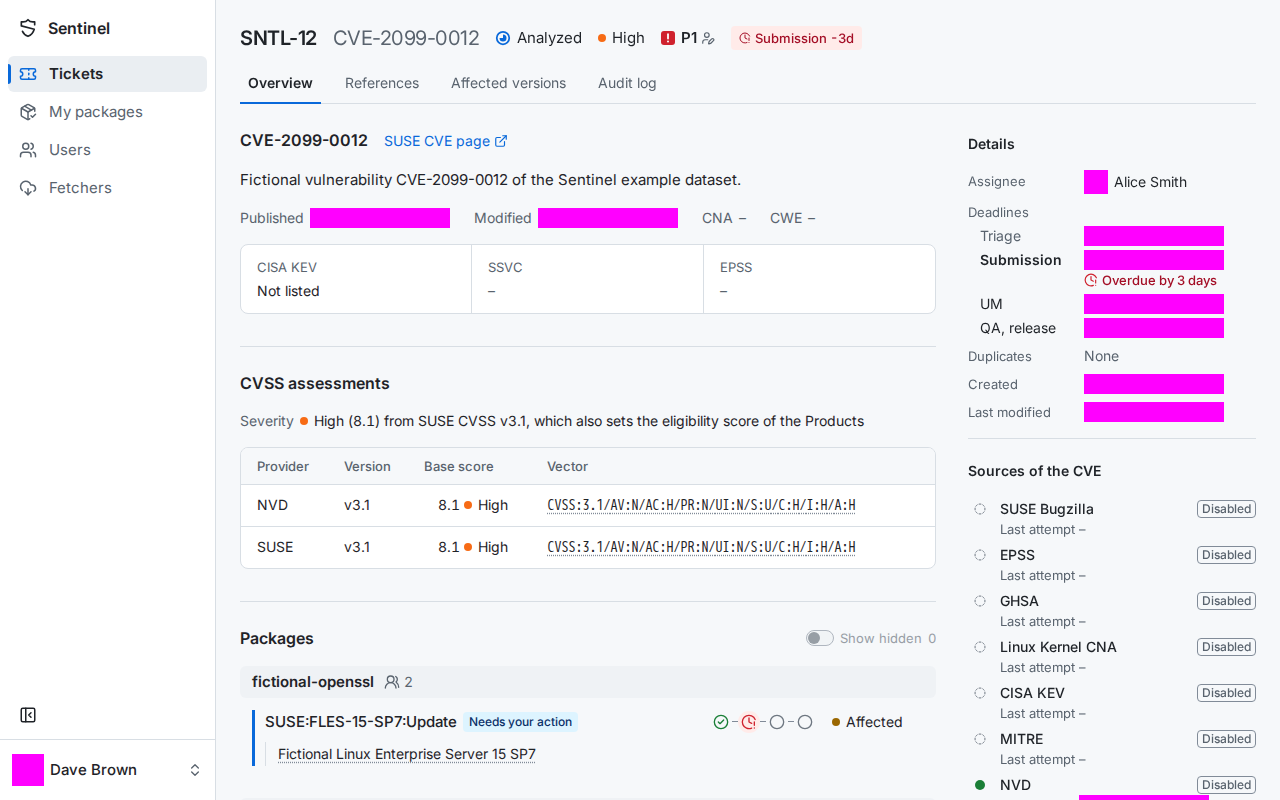 Sentinel
Tickets
My packages
Users
Fetchers
Dave Brown
SNTL-12 CVE-2099-0012 Analyzed High P1 Submission -3d
Overview References Affected versions Audit log
CVE-2099-0012 SUSE CVE page
Fictional vulnerability CVE-2099-0012 of the Sentinel example dataset.
Published Modified CNA – CWE –
CISA KEV SSVC EPSS
Not listed – –
CVSS assessments
Severity High (8.1) from SUSE CVSS v3.1, which also sets the eligibility score of the Products
Provider Version Base score Vector
NVD v3.1 8.1 High CVSS:3.1/AV:N/AC:H/PR:N/UI:N/S:U/C:H/I:H/A:H
SUSE v3.1 8.1 High CVSS:3.1/AV:N/AC:H/PR:N/UI:N/S:U/C:H/I:H/A:H
Packages Show hidden 0
fictional-openssl 2
SUSE:FLES-15-SP7:Update Needs your action Affected
Fictional Linux Enterprise Server 15 SP7
Details
Assignee Alice Smith
Deadlines
Triage
Submission
Overdue by 3 days
UM
QA, release
Duplicates None
Created
Last modified
Sources of the CVE
SUSE Bugzilla Disabled
Last attempt –
EPSS Disabled
Last attempt –
GHSA Disabled
Last attempt –
Linux Kernel CNA Disabled
Last attempt –
CISA KEV Disabled
Last attempt –
MITRE Disabled
Last attempt –
NVD Disabled